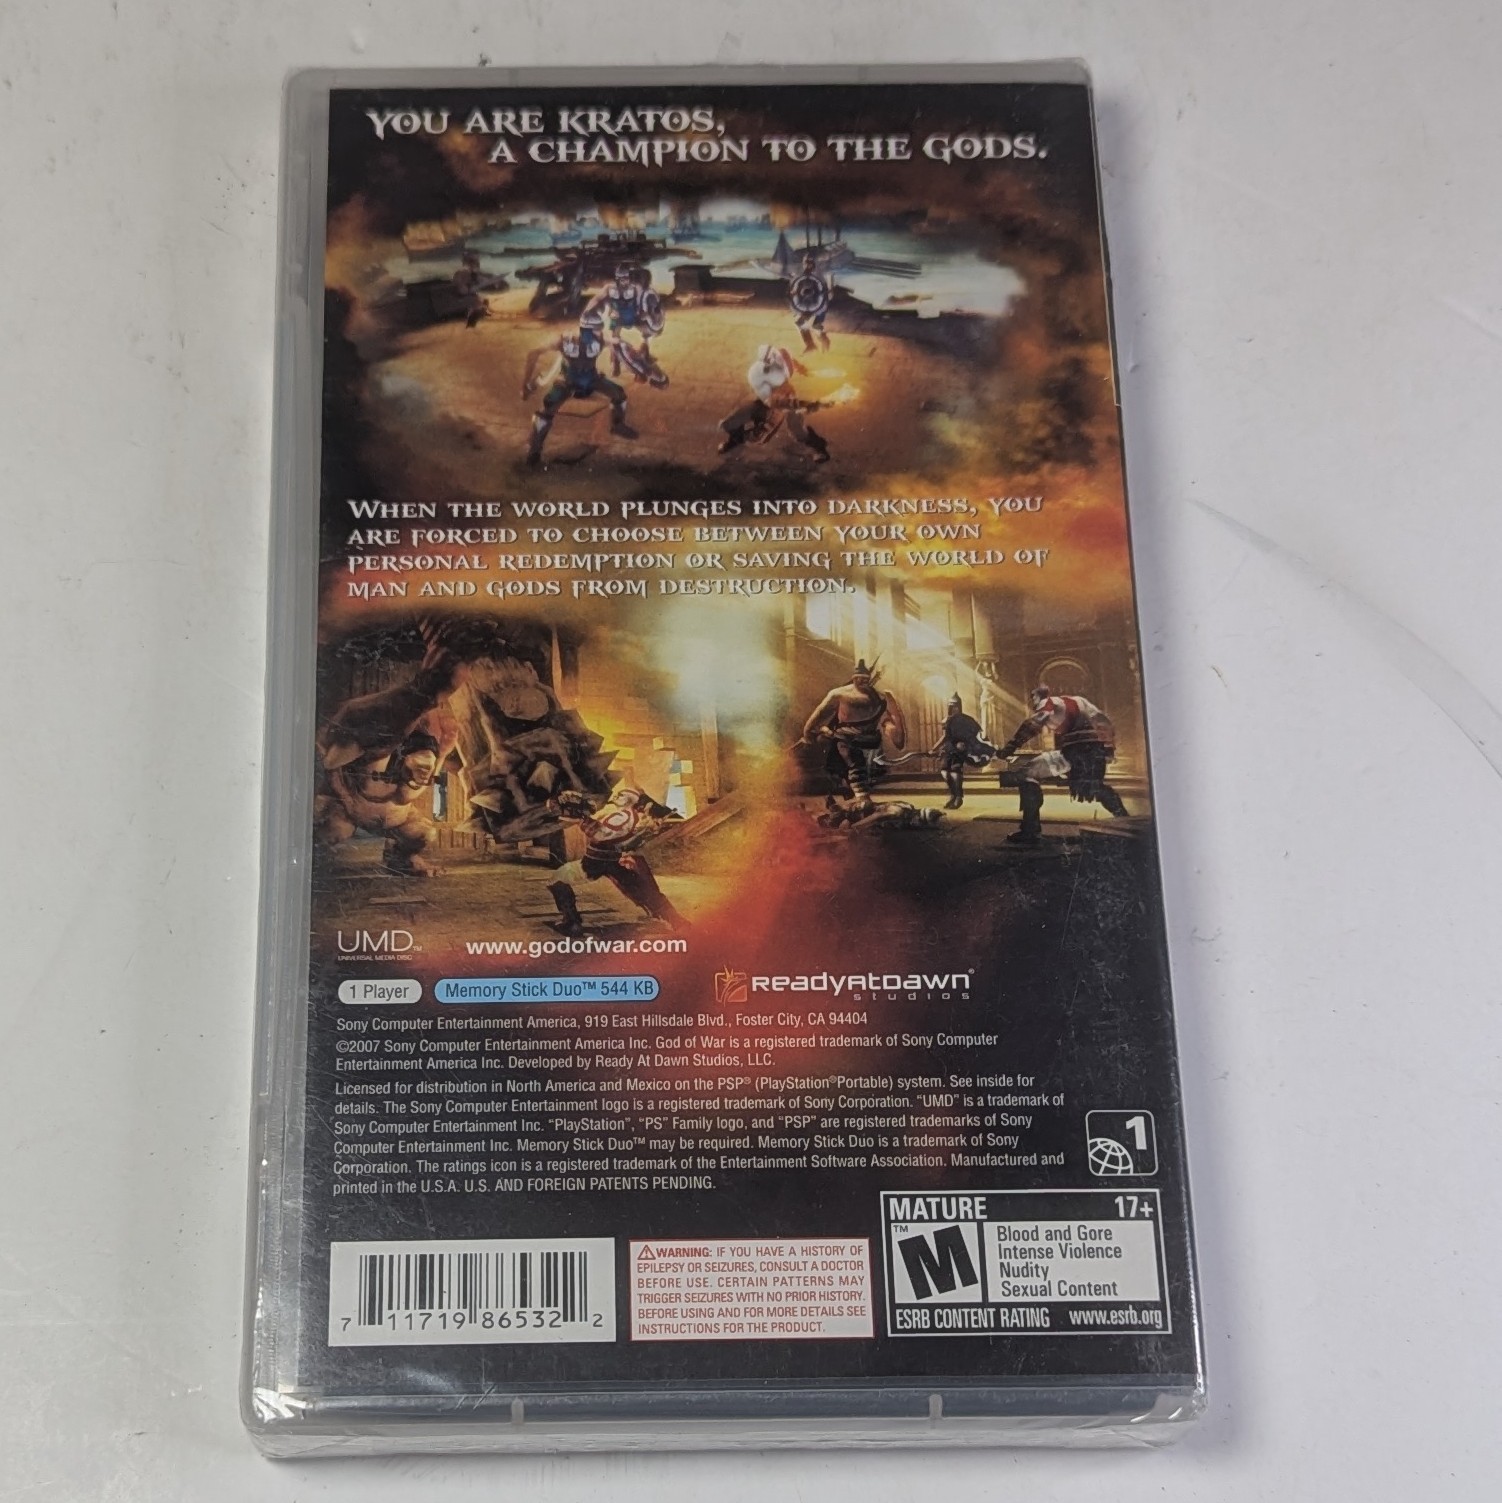 YOU ARE KRATOS,
A CHAMPION TO THE GODS.
WHEN THE WORLD PLUNGES INTO DARKNESS, YOU
ARE FORCED TO CHOOSE BETWEEN YOUR OWN
PERSONAL REDEMPTION OR SAVING THE WORLD OF
MAN AND GODS FROM DESTRUCTION.
UMD™
UNIVERSAL MEDIA DISC
www.godofwar.com
1 Player
Memory Stick Duo™ 544 KB
ReadyAtDawn®
studios
Sony Computer Entertainment America, 919 East Hillsdale Blvd., Foster City, CA 94404
©2007 Sony Computer Entertainment America Inc. God of War is a registered trademark of Sony Computer
Entertainment America Inc. Developed by Ready At Dawn Studios, LLC.
Licensed for distribution in North America and Mexico on the PSP® (PlayStation®Portable) system. See inside for
details. The Sony Computer Entertainment logo is a registered trademark of Sony Corporation. “UMD” is a trademark of
Sony Computer Entertainment Inc. “PlayStation”, “PS” Family logo, and “PSP” are registered trademarks of Sony
Computer Entertainment Inc. Memory Stick Duo™ may be required. Memory Stick Duo is a trademark of Sony
Corporation. The ratings icon is a registered trademark of the Entertainment Software Association. Manufactured and
printed in the U.S.A. U.S. AND FOREIGN PATENTS PENDING.
1
7 11719 86532 2
WARNING: IF YOU HAVE A HISTORY OF
EPILEPSY OR SEIZURES, CONSULT A DOCTOR
BEFORE USE. CERTAIN PATTERNS MAY
TRIGGER SEIZURES WITH NO PRIOR HISTORY.
BEFORE USING AND FOR MORE DETAILS SEE
INSTRUCTIONS FOR THE PRODUCT.
MATURE 17+
TM
M
Blood and Gore
Intense Violence
Nudity
Sexual Content
ESRB CONTENT RATING www.esrb.org